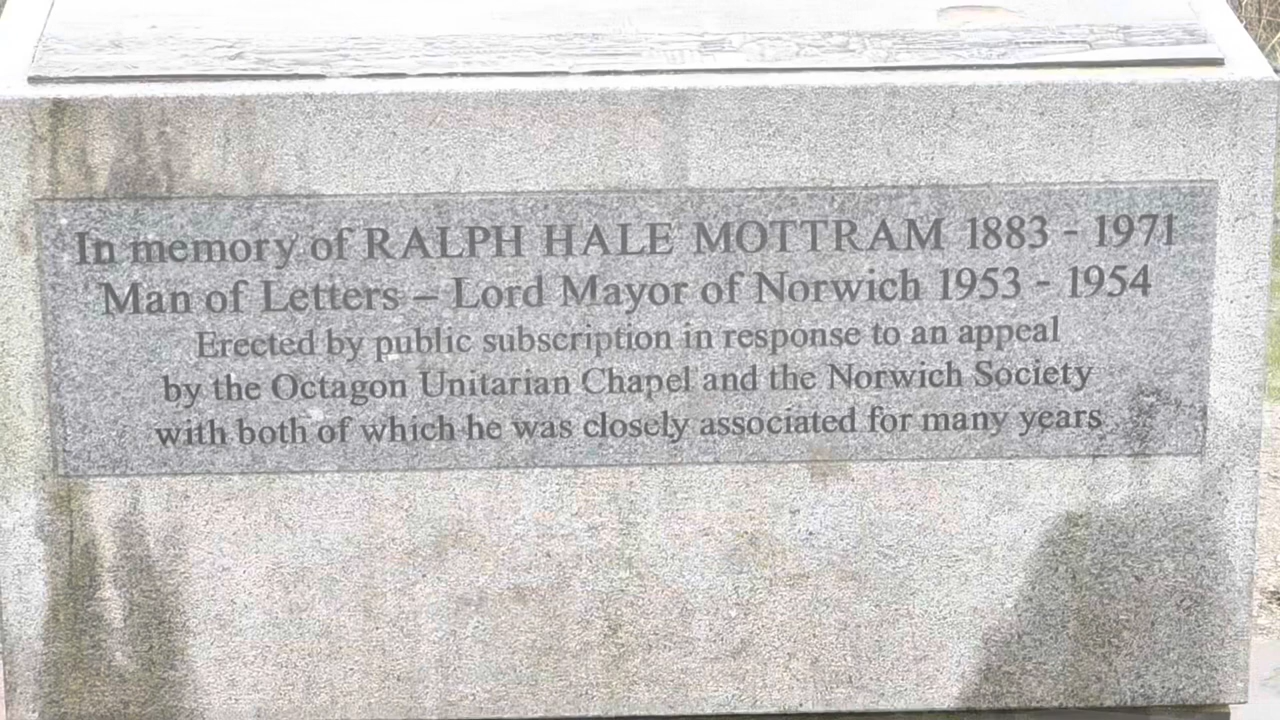 In memory of RALPH HALE MOTTRAM 1883 - 1971
Man of Letters – Lord Mayor of Norwich 1953 - 1954
Erected by public subscription in response to an appeal
by the Octagon Unitarian Chapel and the Norwich Society
with both of which he was closely associated for many years